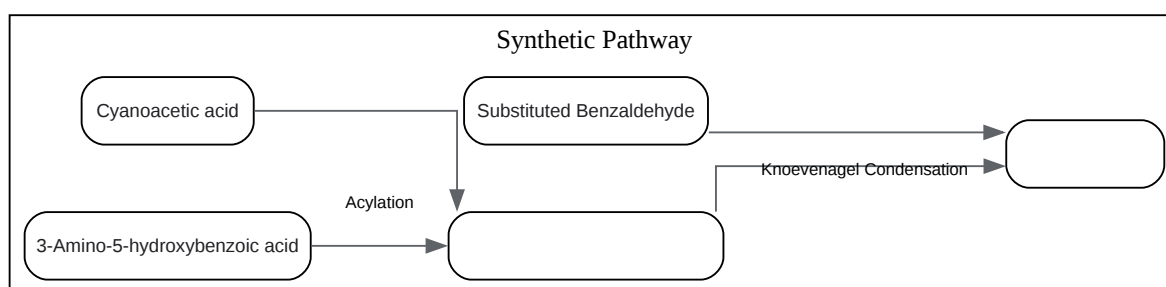 Synthetic Pathway
Cyanoacetic acid
Substituted Benzaldehyde
Knoevenagel Condensation
Acylation
3-Amino-5-hydroxybenzoic acid